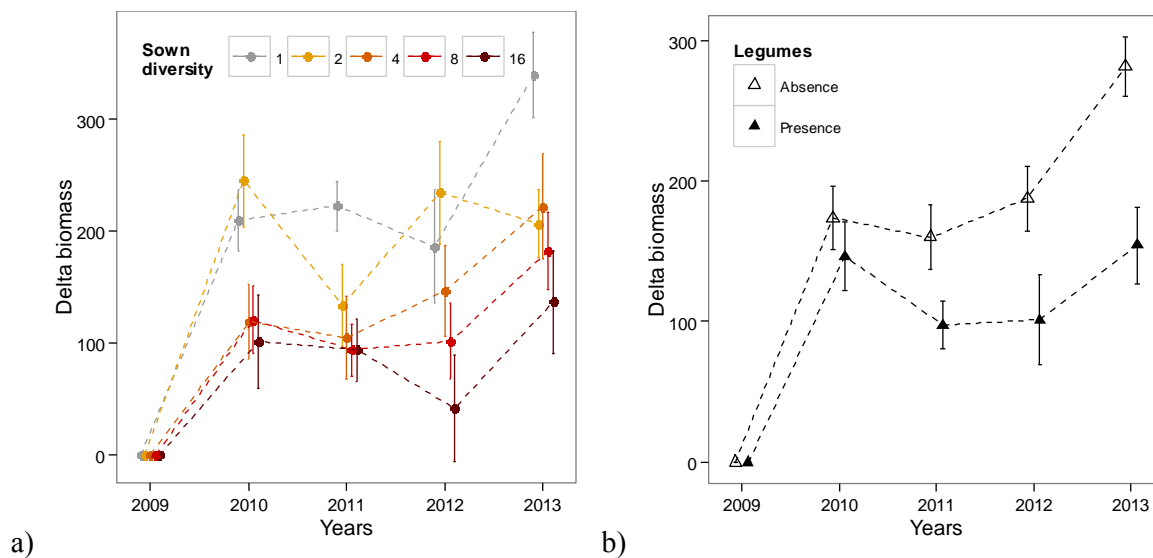 Sown
diversity
1 2 4 8 16
Delta biomass
300
200
100
0
2009 2010 2011 2012 2013
Years
a)
Legumes
Absence
Presence
Delta biomass
300
200
100
0
2009 2010 2011 2012 2013
Years
b)